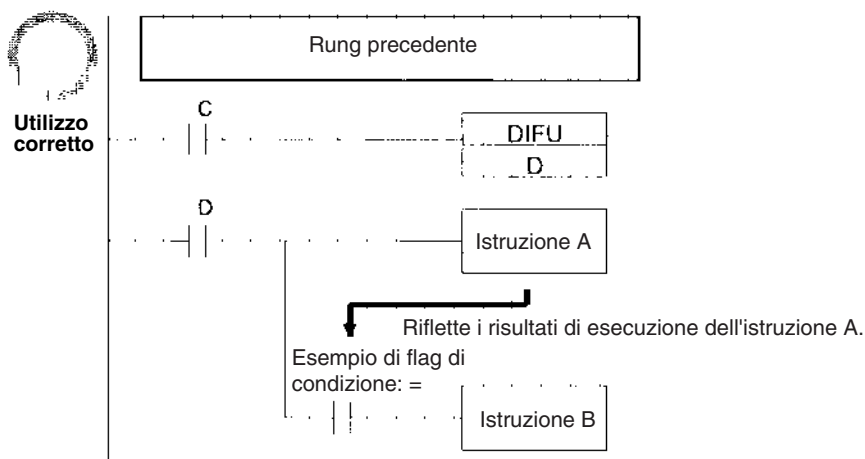 Rung precedente
Utilizzo
corretto
C
DIFU
D
D
Istruzione A
Riflette i risultati di esecuzione dell'istruzione A.
Esempio di flag di
condizione: =
Istruzione B